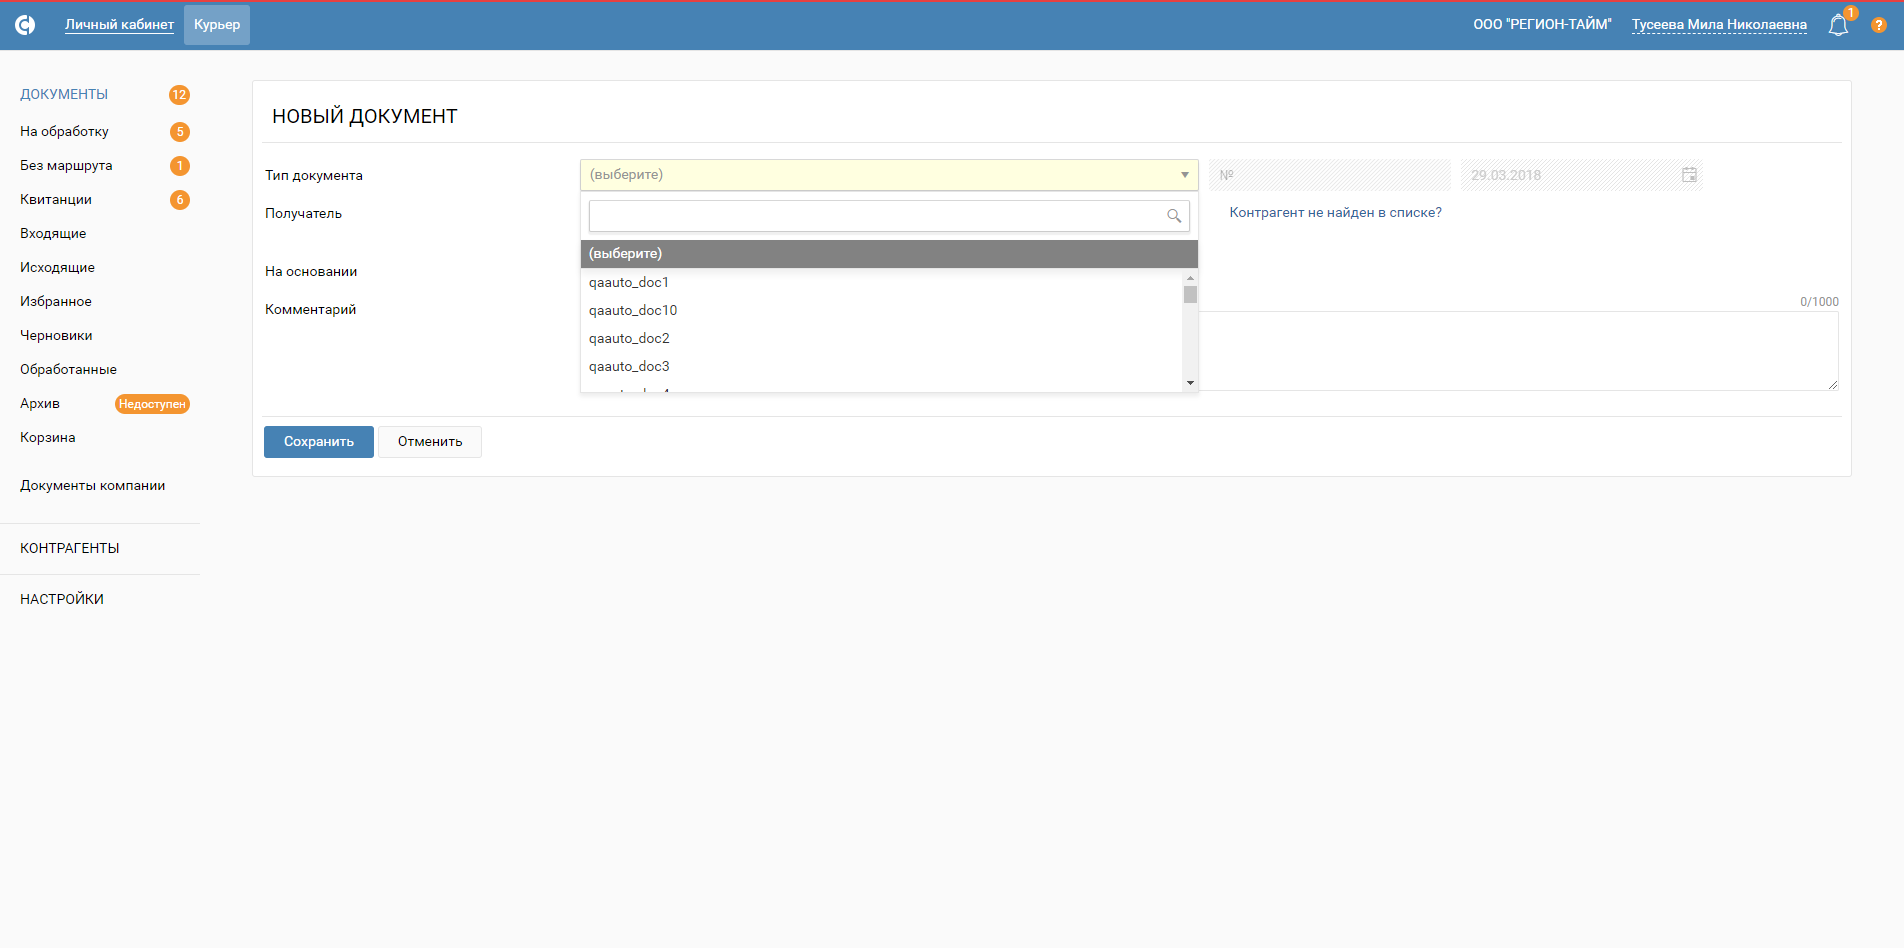 Личный кабинет Курьер ООО "РЕГИОН-ТАЙМ" Тусеева Мила Николаевна 1 ?
ДОКУМЕНТЫ 12
На обработку 5
Без маршрута 1
Квитанции 6
Входящие
Исходящие
Избранное
Черновики
Обработанные
Архив Недоступен
Корзина
Документы компании
КОНТРАГЕНТЫ
НАСТРОЙКИ
НОВЫЙ ДОКУМЕНТ
Тип документа (выберите) № 29.03.2018
Получатель Контрагент не найден в списке?
(выберите)
На основании
qaauto_doc1
qaauto_doc10
qaauto_doc2
qaauto_doc3
Комментарий 0/1000
Сохранить Отменить